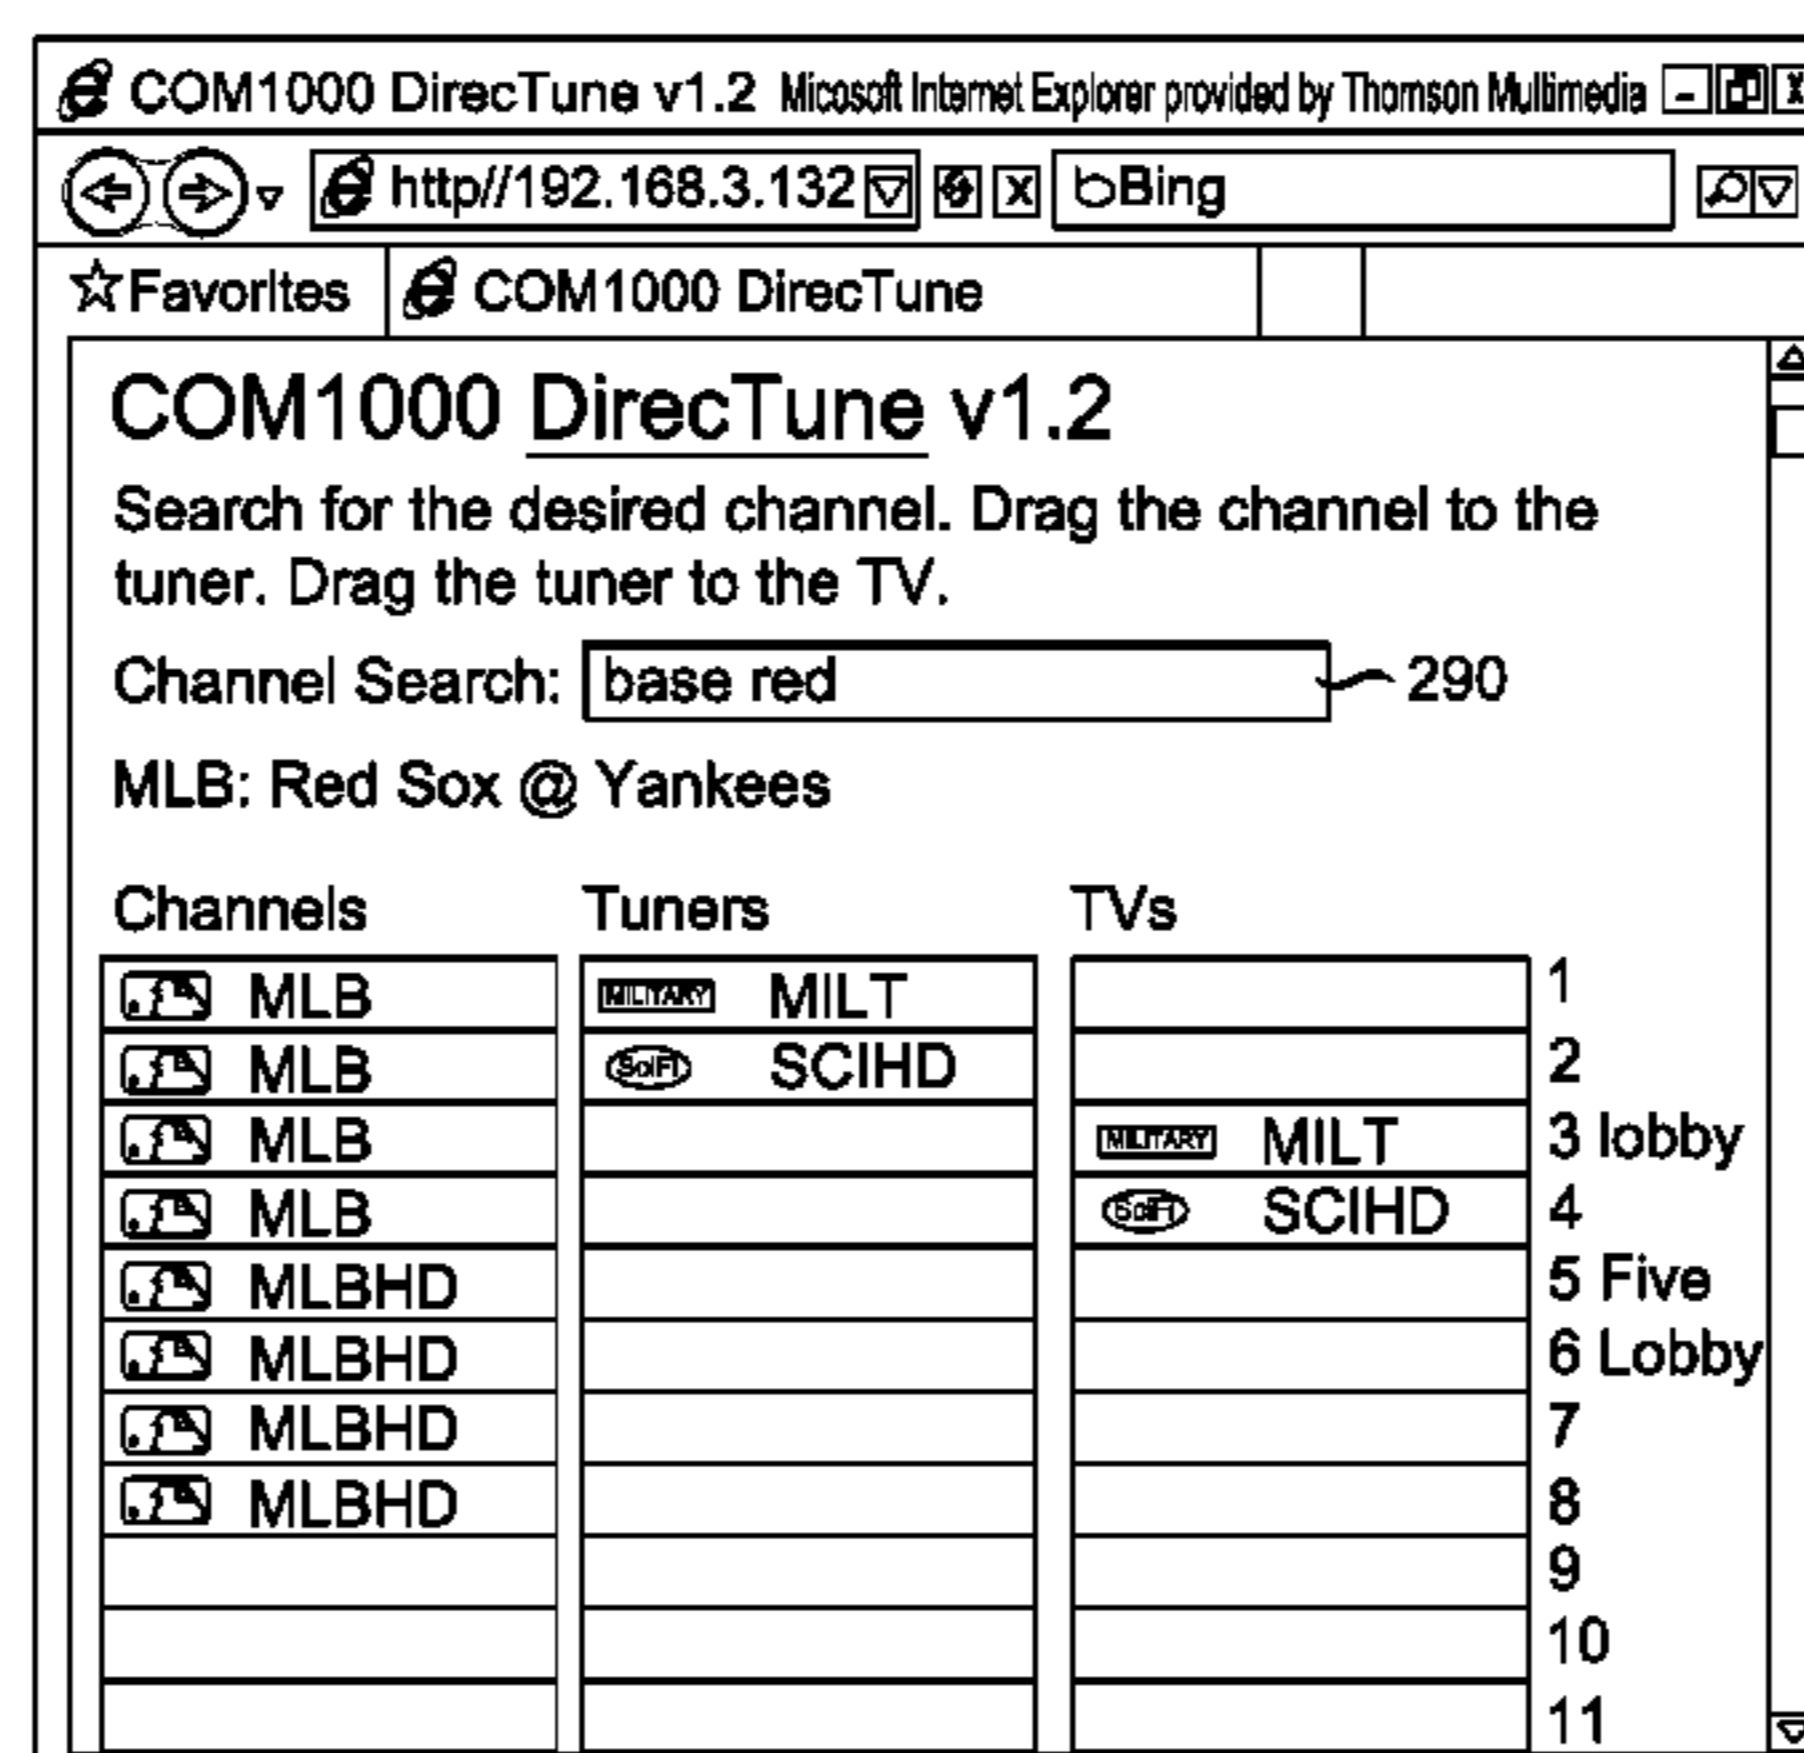 COM1000 DirecTune v1.2 Micosoft Internet Explorer provided by Thomson Multimedia - X
http//192.168.3.132 X bBing
Favorites COM1000 DirecTune
COM1000 DirecTune v1.2
Search for the desired channel. Drag the channel to the
tuner. Drag the tuner to the TV.
Channel Search: base red 290
MLB: Red Sox @ Yankees
Channels Tuners TVs
MLB MILITARY MILT 1
MLB SciFi SCIHD 2
MLB MILITARY MILT 3 lobby
MLB SciFi SCIHD 4
MLBHD 5 Five
MLBHD 6 Lobby
MLBHD 7
MLBHD 8
9
10
11